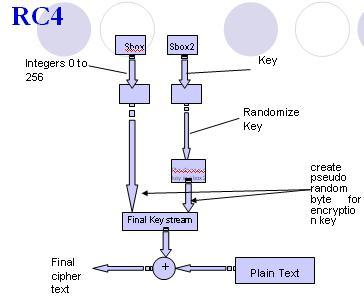 RC4
Sbox
Sbox2
Integers 0 to
256
Key
Randomize
Key
create
pseudo
random
byte for
encryptio
n key
Final Key stream
Final
cipher
text
+
Plain Text